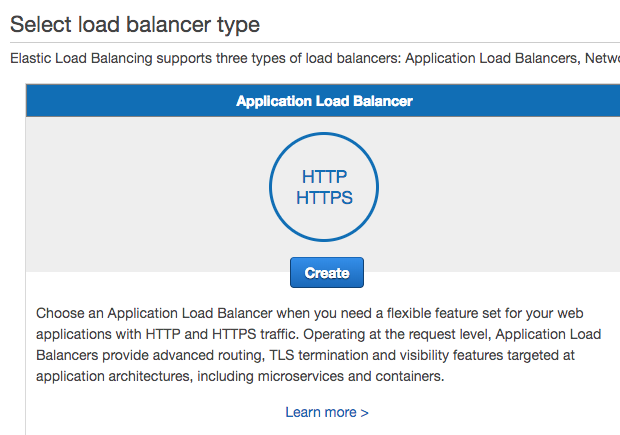 Select load balancer type
Elastic Load Balancing supports three types of load balancers: Application Load Balancers,
Application Load Balancer
HTTP
HTTPS
Create
Choose an Application Load Balancer when you need a flexible feature set for your web
applications with HTTP and HTTPS traffic. Operating at the request level, Application Load
Balancers provide advanced routing, TLS termination and visibility features targeted at
application architectures, including microservices and containers.
Learn more >